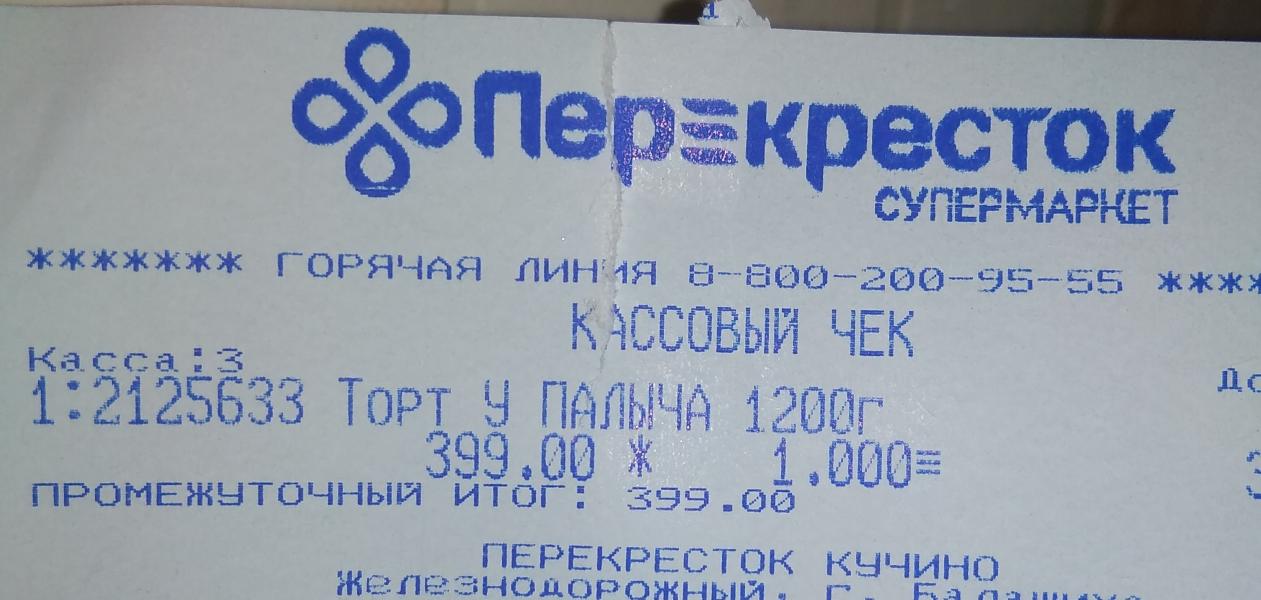 Перекресток
СУПЕРМАРКЕТ
******* ГОРЯЧАЯ ЛИНИЯ 8-800-200-95-55 ****
КАССОВЫЙ ЧЕК
Касса:3
1:2125633 Торт У ПАЛЫЧА 1200г
399.00 * 1.000=
ПРОМЕЖУТОЧНЫЙ ИТОГ: 399.00
ПЕРЕКРЕСТОК КУЧИНО
Железнодорожный, г. Балашиха